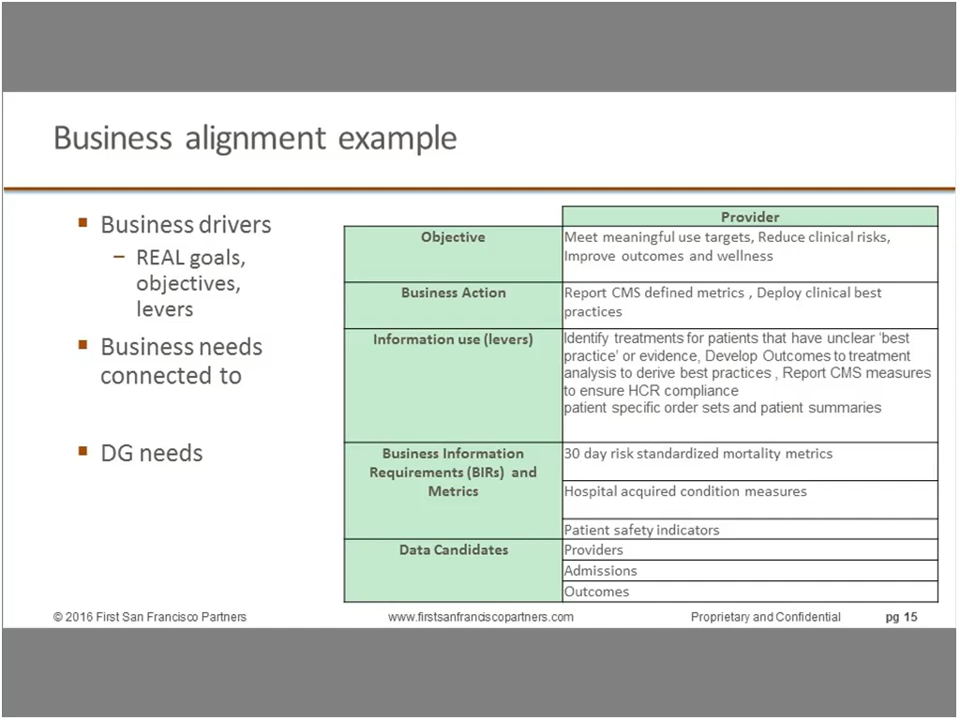 Business alignment example
▪ Business drivers
– REAL goals,
objectives,
levers
▪ Business needs
connected to
▪ DG needs
Provider
Objective
Meet meaningful use targets, Reduce clinical risks,
Improve outcomes and wellness
Business Action
Report CMS defined metrics , Deploy clinical best
practices
Information use (levers)
Identify treatments for patients that have unclear ‘best
practice’ or evidence, Develop Outcomes to treatment
analysis to derive best practices , Report CMS measures
to ensure HCR compliance
patient specific order sets and patient summaries
Business Information
Requirements (BIRs) and
Metrics
30 day risk standardized mortality metrics
Hospital acquired condition measures
Patient safety indicators
Data Candidates
Providers
Admissions
Outcomes
© 2016 First San Francisco Partners
www.firstsanfranciscopartners.com
Proprietary and Confidential
pg 15